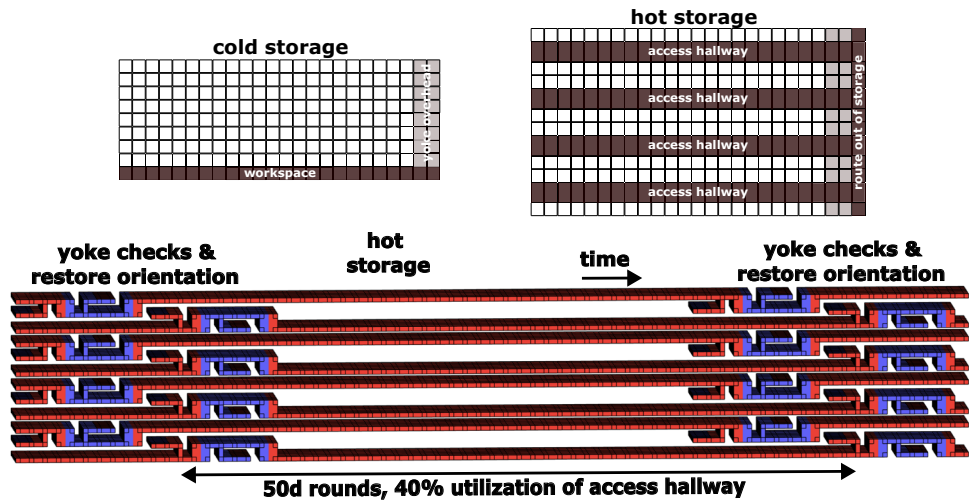 cold storage
yoke overhead
workspace
hot storage
access hallway
access hallway
access hallway
access hallway
route out of storage
yoke checks &
restore orientation
hot
storage
time
yoke checks &
restore orientation
50d rounds, 40% utilization of access hallway